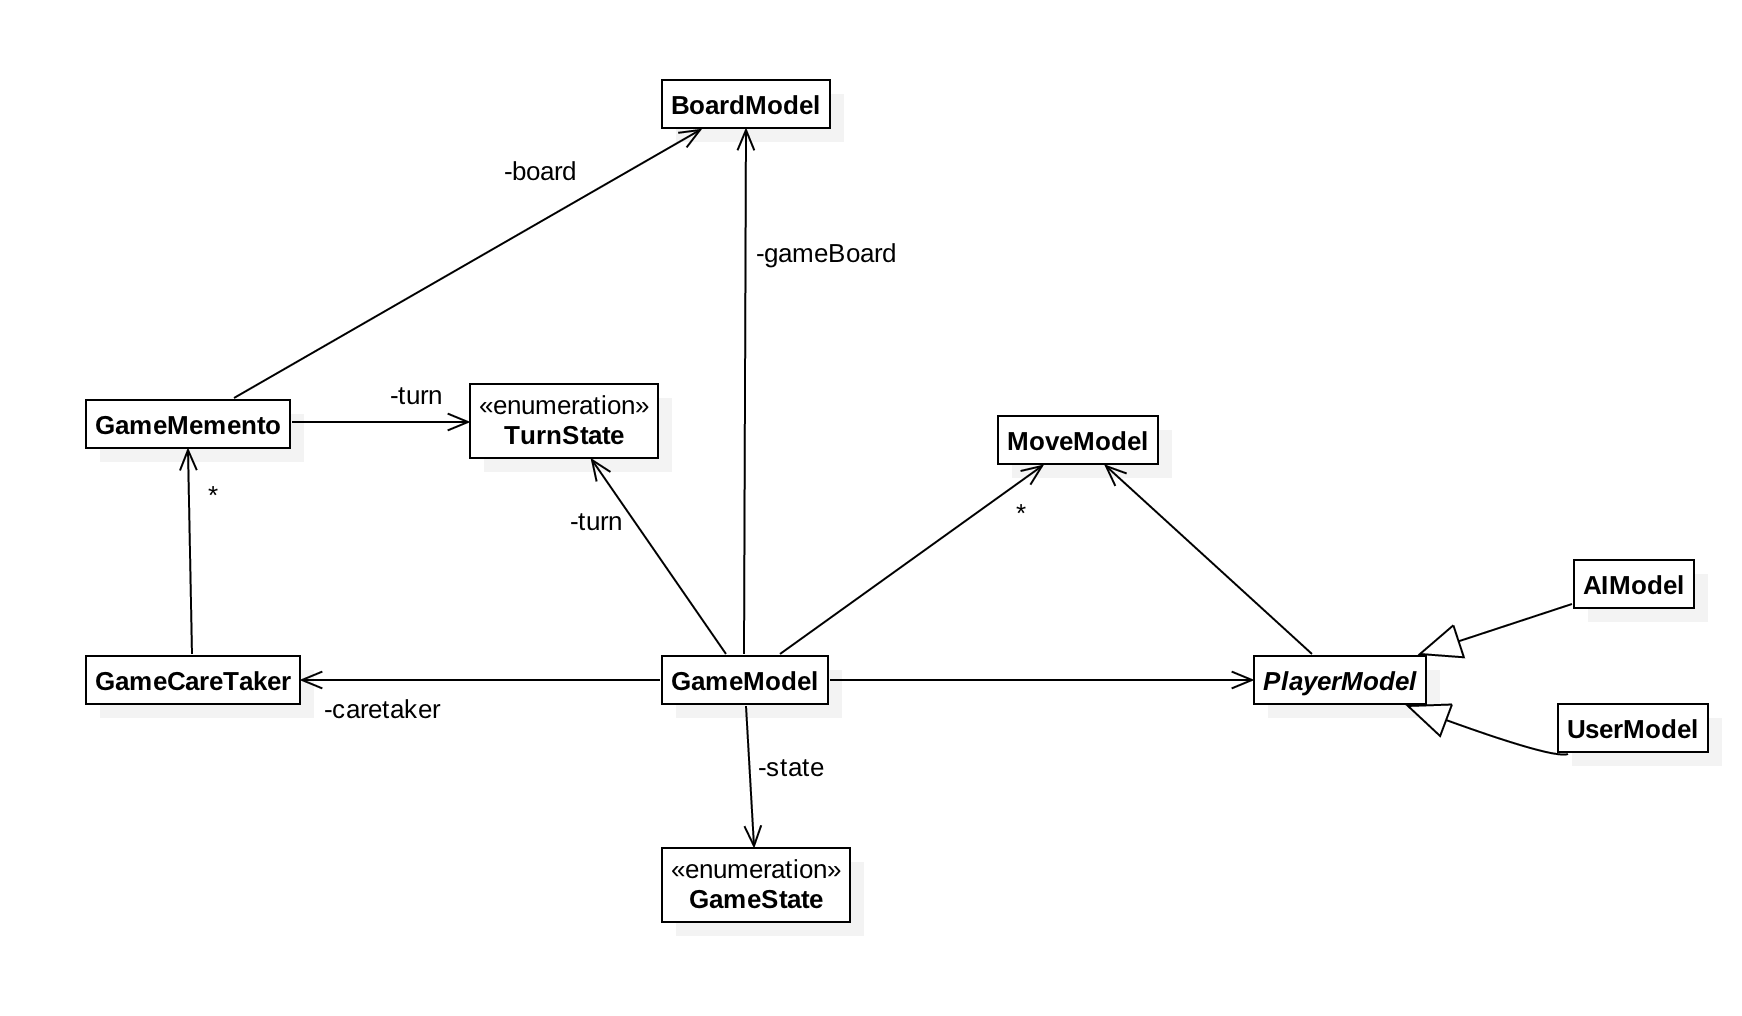 BoardModel
-board
-gameBoard
-turn
«enumeration»
TurnState
GameMemento
MoveModel
*
*
-turn
AIModel
GameCareTaker
GameModel
PlayerModel
-caretaker
UserModel
-state
«enumeration»
GameState